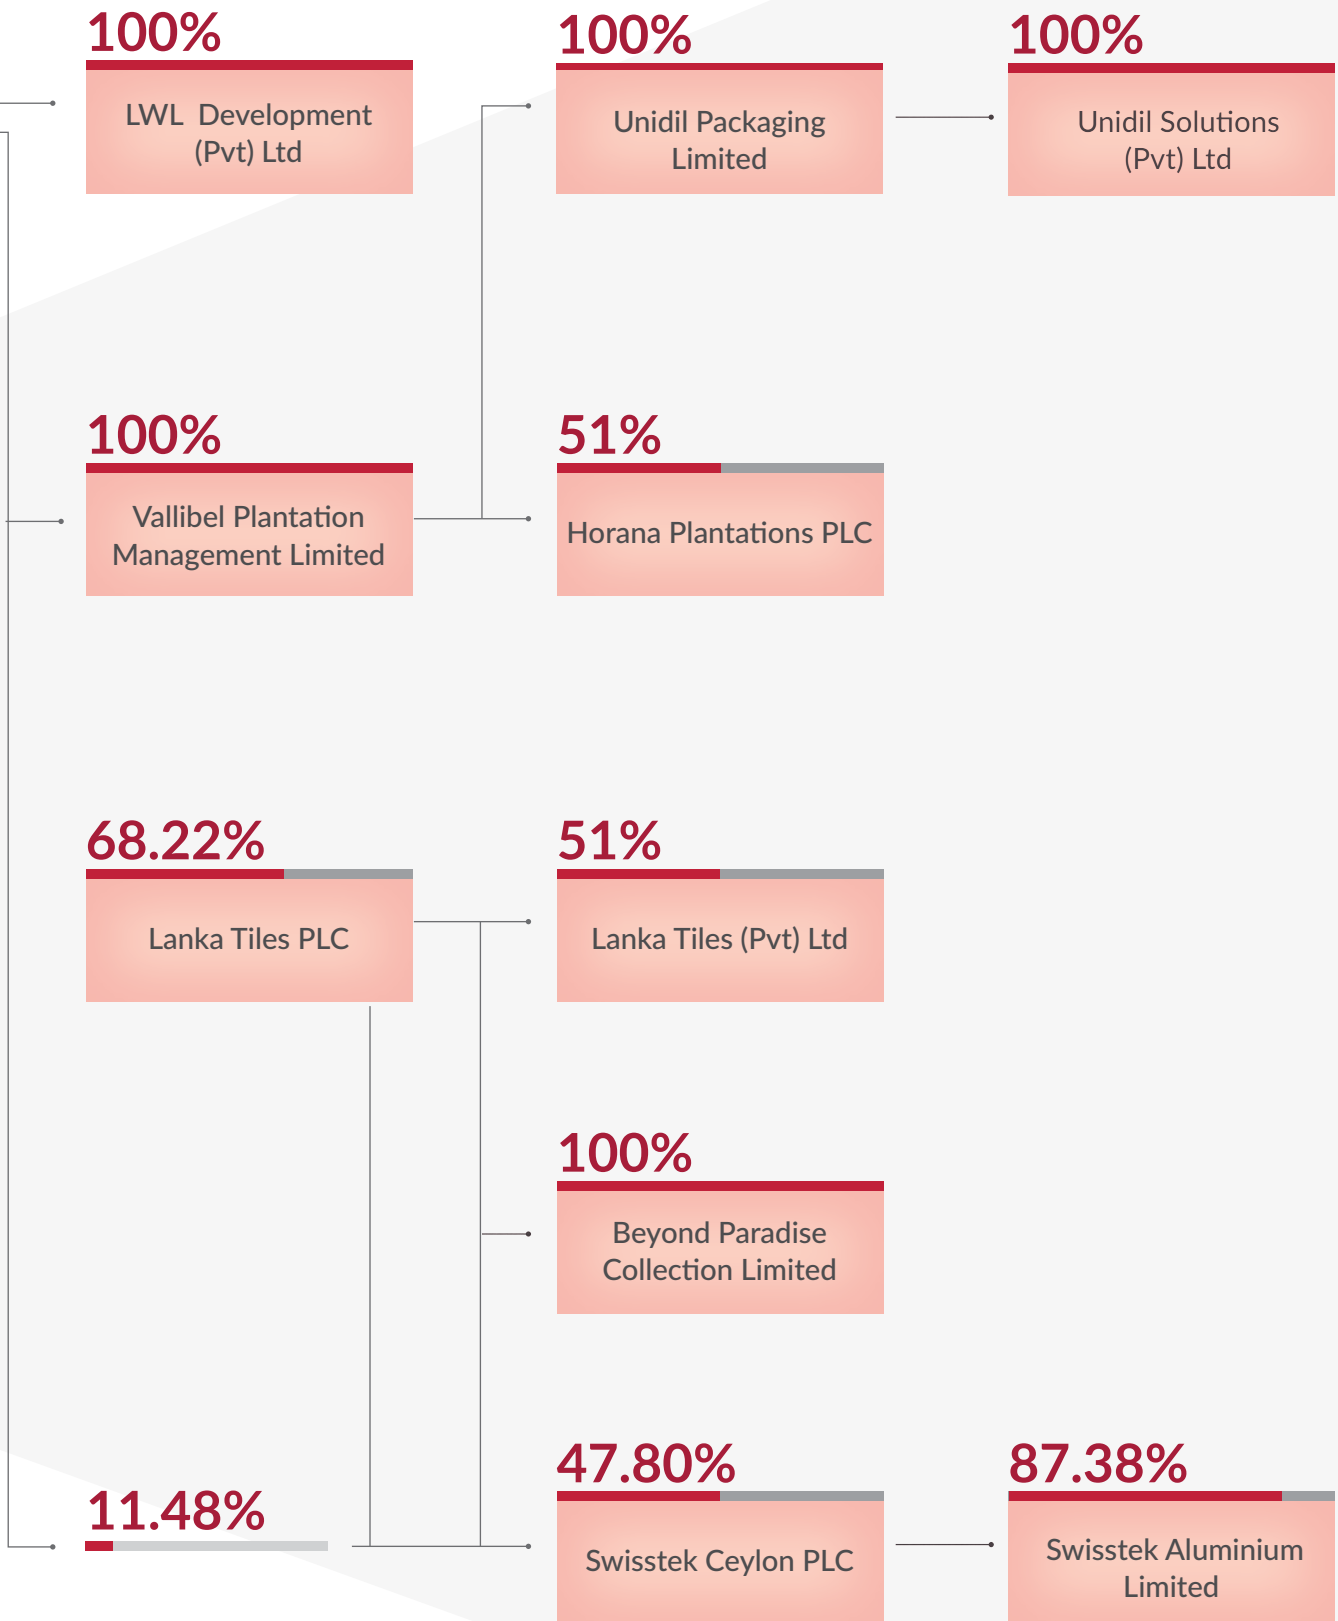 100%
LWL  Development
(Pvt) Ltd
100%
Unidil Packaging
Limited
100%
Unidil Solutions
(Pvt) Ltd
100%
Vallibel Plantation
Management Limited
51%
Horana Plantations PLC
68.22%
Lanka Tiles PLC
51%
Lanka Tiles (Pvt) Ltd
100%
Beyond Paradise
Collection Limited
11.48%
47.80%
Swisstek Ceylon PLC
87.38%
Swisstek Aluminium
Limited